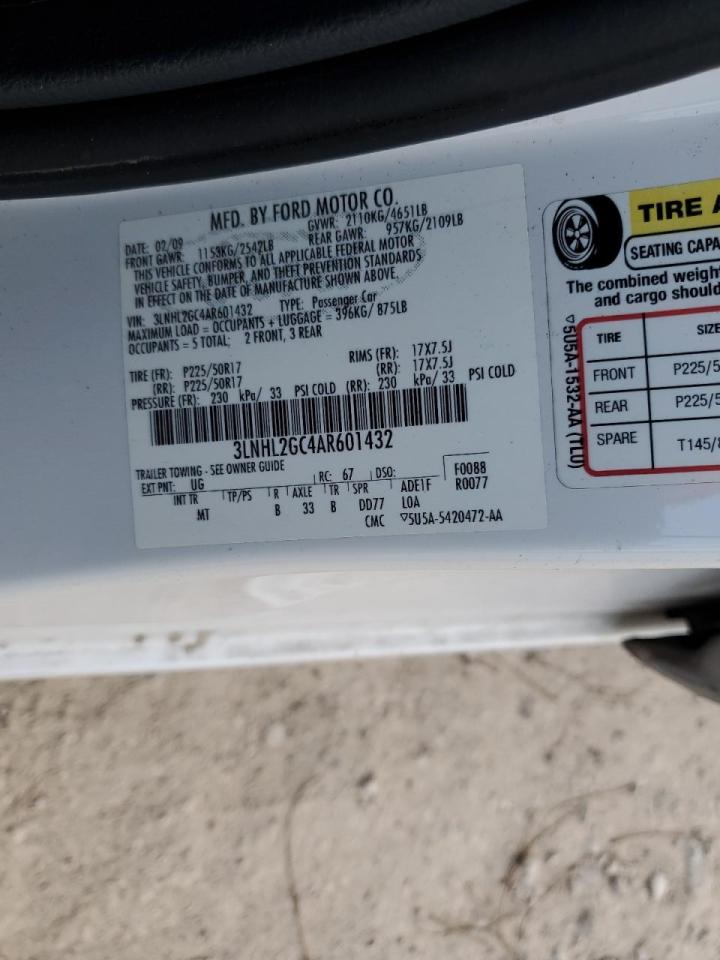 MFD. BY FORD MOTOR CO.
DATE: 02/09 GVWR: 2110KG/4651LB
FRONT GAWR: 1153KG/2542LB REAR GAWR: 957KG/2109LB
THIS VEHICLE CONFORMS TO ALL APPLICABLE FEDERAL MOTOR
VEHICLE SAFETY, BUMPER, AND THEFT PREVENTION STANDARDS
IN EFFECT ON THE DATE OF MANUFACTURE SHOWN ABOVE.
VIN: 3LNHL2GC4AR601432 TYPE: Passenger Car
MAXIMUM LOAD = OCCUPANTS + LUGGAGE = 396KG/ 875LB
OCCUPANTS = 5 TOTAL: 2 FRONT, 3 REAR
TIRE (FR): P225/50R17 RIMS (FR): 17X7.5J
(RR): P225/50R17 (RR): 17X7.5J
PRESSURE (FR): 230 kPa/ 33 PSI COLD (RR): 230 kPa/ 33 PSI COLD
3LNHL2GC4AR601432
TRAILER TOWING - SEE OWNER GUIDE
EXT PNT: UG RC: 67 DSO: F0088
INT TR TP/PS R AXLE TR SPR ADE1F R0077
MT B 33 B DD77 LOA
CMC ▽5U5A-5420472-AA
TIRE A
SEATING CAPA
The combined weigh
and cargo should
▽5U5A-1532-AA (TL0)
TIRE SIZE
FRONT P225/5
REAR P225/5
SPARE T145/8